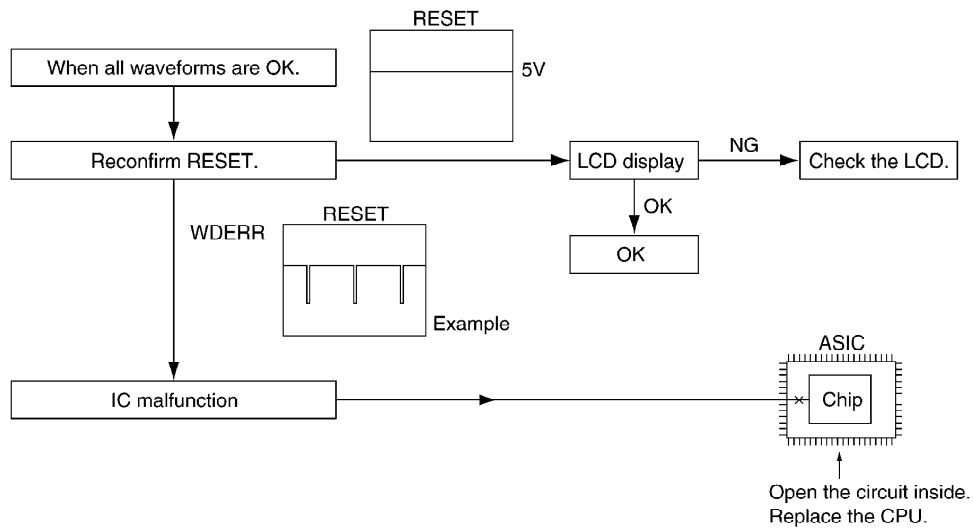 RESET
When all waveforms are OK.
5V
Reconfirm RESET.
LCD display
NG
Check the LCD.
OK
OK
WDERR
RESET
Example
IC malfunction
ASIC
Chip
Open the circuit inside.
Replace the CPU.